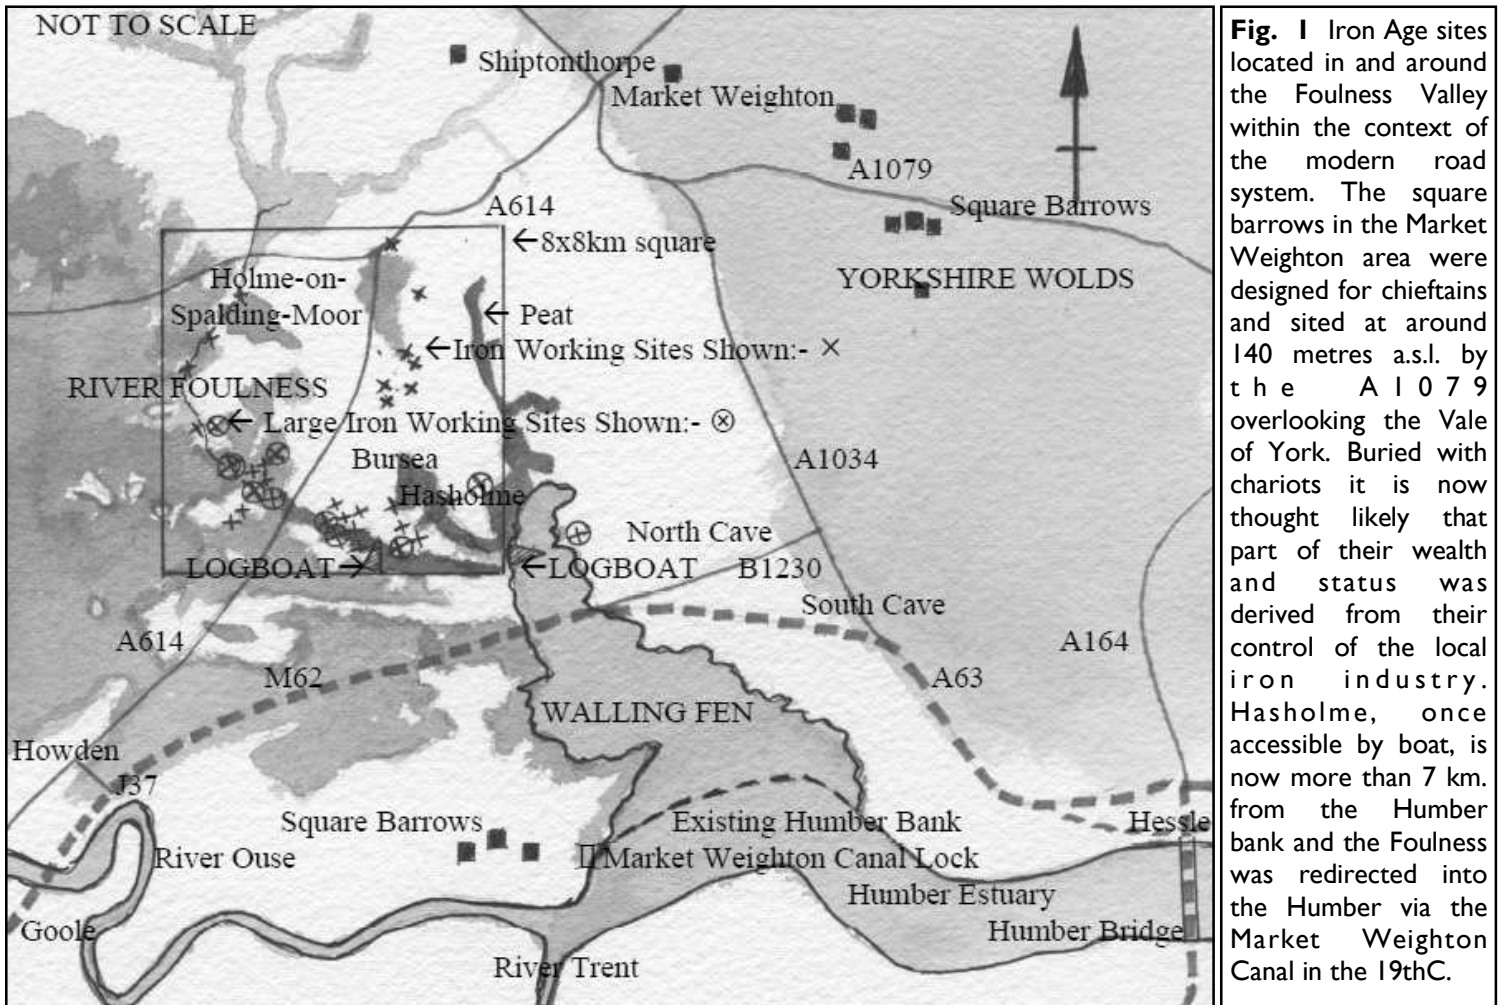 NOT TO SCALE
Shiptonthorpe
Market Weighton
A1079
A614
Square Barrows
←8x8km square
Holme-on-
Spalding-Moor
YORKSHIRE WOLDS
← Peat
←Iron Working Sites Shown:- ×
RIVER FOULNESS
← Large Iron Working Sites Shown:- ⊗
Bursea
A1034
Hasholme
North Cave
LOGBOAT→
←LOGBOAT
B1230
South Cave
A614
A164
M62
A63
WALLING FEN
Howden
J37
Square Barrows
Existing Humber Bank
Hessle
River Ouse
Market Weighton Canal Lock
Humber Estuary
Goole
Humber Bridge
River Trent
Fig. 1 Iron Age sites
located in and around
the Foulness Valley
within the context of
the modern road
system. The square
barrows in the Market
Weighton area were
designed for chieftains
and sited at around
140 metres a.s.l. by
the A1079
overlooking the Vale
of York. Buried with
chariots it is now
thought likely that
part of their wealth
and status was
derived from their
control of the local
iron industry.
Hasholme, once
accessible by boat, is
now more than 7 km.
from the Humber
bank and the Foulness
was redirected into
the Humber via the
Market Weighton
Canal in the 19thC.